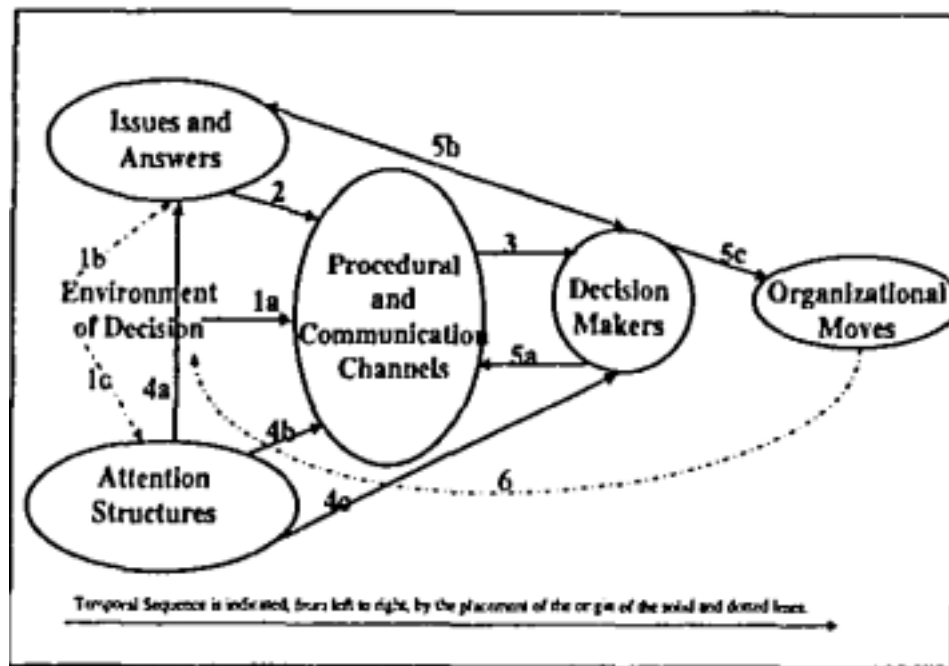 Issues and
Answers
5b
2
1b
3
5c
Procedural
and
Communication
Channels
Environment
of Decision
1a
Decision
Makers
Organizational
Moves
1c
4a
5a
4b
Attention
Structures
4c
6
Temporal Sequence is indicated, from left to right, by the placement of the origin of the solid and dotted lines.